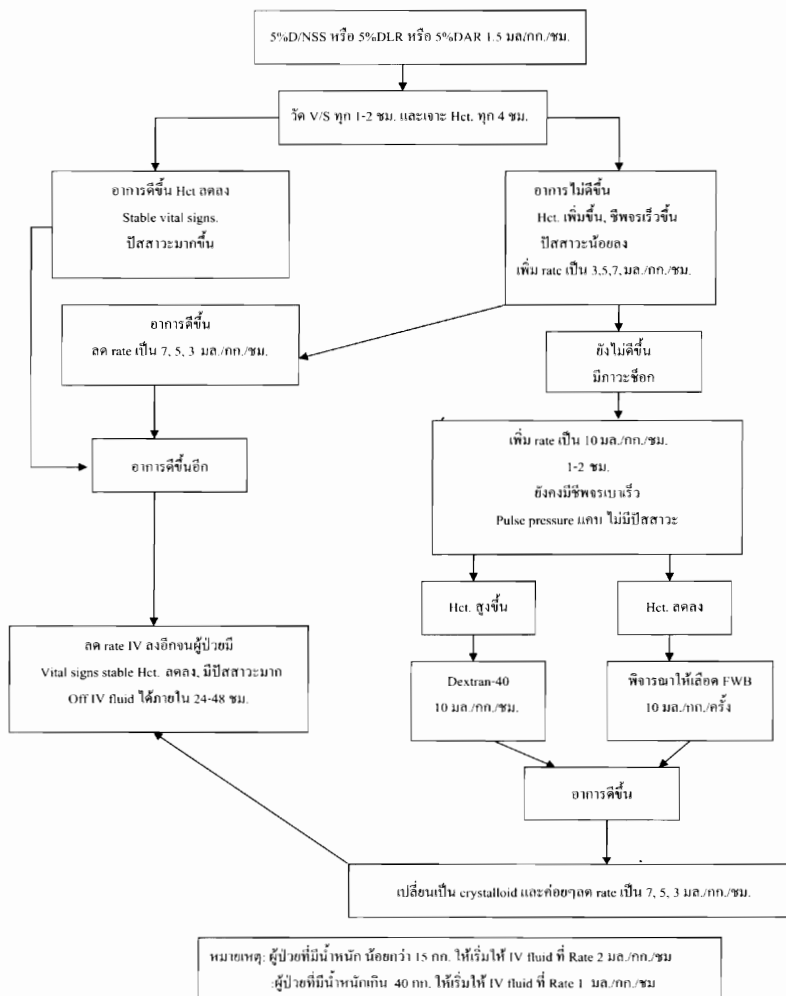 5%D/NSS หรือ 5%DLR หรือ 5%DAR 1.5 มล/กก./ชม.
วัด V/S ทุก 1-2 ชม. และเจาะ Hct. ทุก 4 ชม.
อาการดีขึ้น Hct ลดลง
Stable vital signs.
ปัสสาวะมากขึ้น
อาการไม่ดีขึ้น
Hct. เพิ่มขึ้น, ชีพจรเร็วขึ้น
ปัสสาวะน้อยลง
เพิ่ม rate เป็น 3,5,7, มล./กก./ชม.
อาการดีขึ้น
ลด rate เป็น 7, 5, 3 มล./กก./ชม.
ยังไม่ดีขึ้น
มีภาวะช็อก
อาการดีขึ้นอีก
เพิ่ม rate เป็น 10 มล./กก./ชม.
1-2 ชม.
ยังคงมีชีพจรเบาเร็ว
Pulse pressure แคบ ไม่มีปัสสาวะ
Hct. สูงขึ้น
Hct. ลดลง
ลด rate IV ลงอีกจนผู้ป่วยมี
Vital signs stable Hct. ลดลง, มีปัสสาวะมาก
Off IV fluid ได้ภายใน 24-48 ชม.
Dextran-40
10 มล./กก./ชม.
พิจารณาให้เลือด FWB
10 มล./กก./ครั้ง
อาการดีขึ้น
เปลี่ยนเป็น crystalloid และค่อยๆลด rate เป็น 7, 5, 3 มล./กก./ชม.
หมายเหตุ: ผู้ป่วยที่มีน้ำหนัก น้อยกว่า 15 กก. ให้เริ่มให้ IV fluid ที่ Rate 2 มล./กก./ชม
:ผู้ป่วยที่มีน้ำหนักเกิน 40 กก. ให้เริ่มให้ IV fluid ที่ Rate 1 มล./กก./ชม